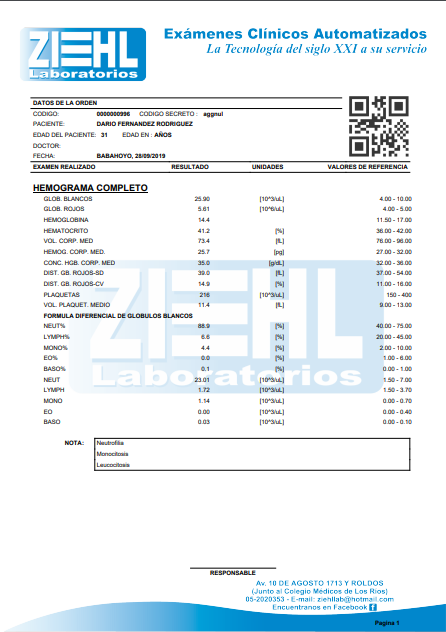 ZIEHL
Laboratorios
Exámenes Clínicos Automatizados
La Tecnología del siglo XXI a su servicio
DATOS DE LA ORDEN
CODIGO: 0000000996 CODIGO SECRETO : aggnul
PACIENTE: DARIO FERNANDEZ RODRIGUEZ
EDAD DEL PACIENTE: 31 EDAD EN : AÑOS
DOCTOR:
FECHA: BABAHOYO, 28/09/2019
EXAMEN REALIZADO RESULTADO UNIDADES VALORES DE REFERENCIA
HEMOGRAMA COMPLETO
GLOB. BLANCOS 25.90 [10^3/uL] 4.00 - 10.00
GLOB. ROJOS 5.61 [10^6/uL] 4.00 - 5.00
HEMOGLOBINA 14.4 11.50 - 17.00
HEMATOCRITO 41.2 [%] 36.00 - 42.00
VOL. CORP. MED 73.4 [fL] 76.00 - 96.00
HEMOG. CORP. MED. 25.7 [pg] 27.00 - 32.00
CONC. HGB. CORP. MED 35.0 [g/dL] 32.00 - 36.00
DIST. GB. ROJOS-SD 39.0 [fL] 37.00 - 54.00
DIST. GB. ROJOS-CV 14.9 [%] 11.00 - 16.00
PLAQUETAS 216 [10^3/uL] 150 - 400
VOL. PLAQUET. MEDIO 11.4 [fL] 9.00 - 13.00
FORMULA DIFERENCIAL DE GLOBULOS BLANCOS
NEUT% 88.9 [%] 40.00 - 75.00
LYMPH% 6.6 [%] 20.00 - 45.00
MONO% 4.4 [%] 2.00 - 10.00
EO% 0.0 [%] 1.00 - 6.00
BASO% 0.1 [%] 0.00 - 1.00
NEUT 23.01 [10^3/uL] 1.50 - 7.00
LYMPH 1.72 [10^3/uL] 1.50 - 3.70
MONO 1.14 [10^3/uL] 0.00 - 0.70
EO 0.00 [10^3/uL] 0.00 - 0.40
BASO 0.03 [10^3/uL] 0.00 - 0.10
ZIEHL
Laboratorios
NOTA: Neutrofilia
Monocitosis
Leucocitosis
RESPONSABLE
Av. 10 DE AGOSTO 1713 Y ROLDOS
(Junto al Colegio Médicos de Los Ríos)
05-2020353 - E-mail: ziehllab@hotmail.com
Encuentranos en Facebook f
Pagina 1